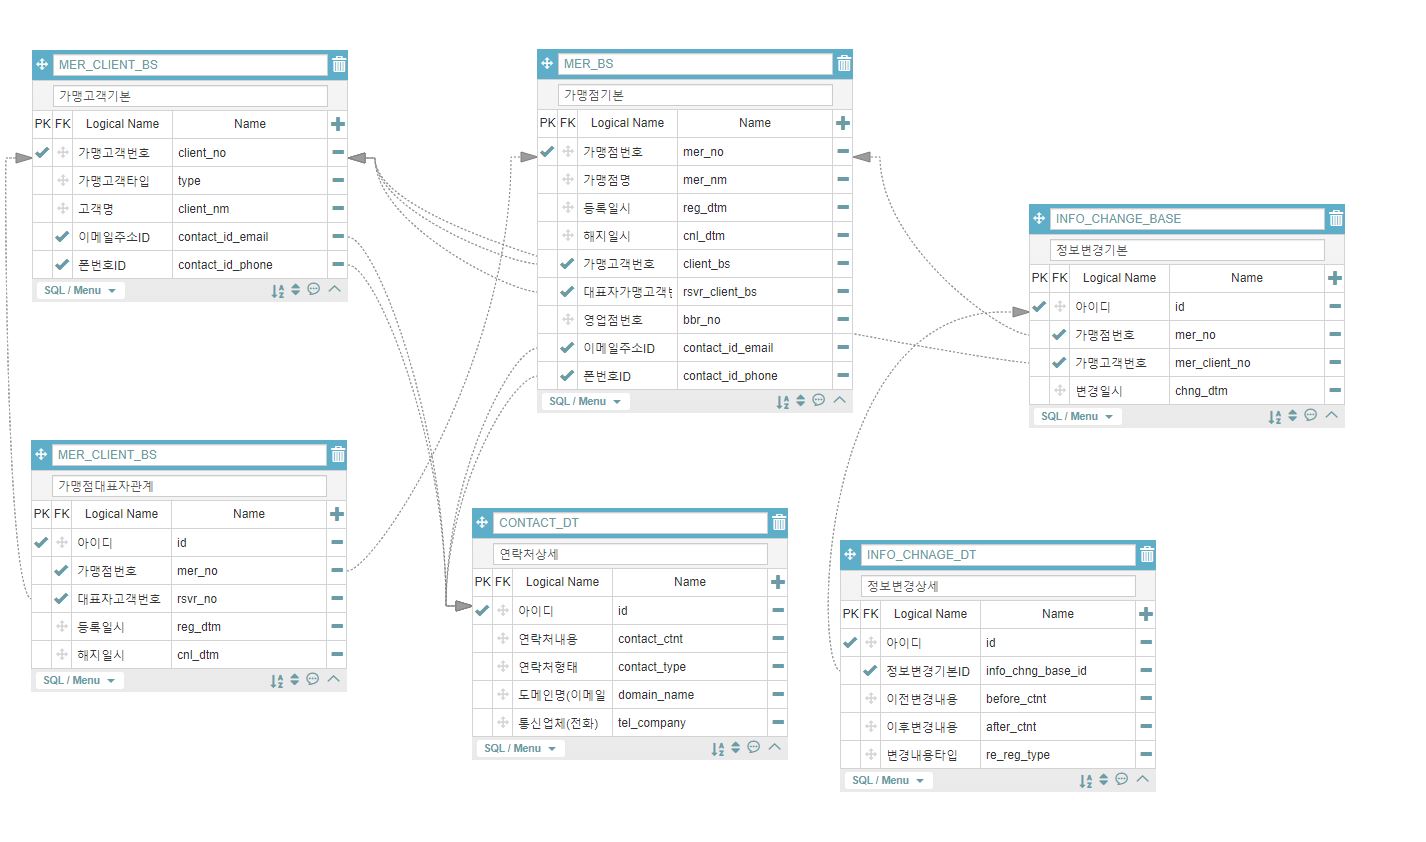 MER_CLIENT_BS
가맹고객기본
PK FK Logical Name Name
가맹고객번호 client_no
가맹고객타입 type
고객명 client_nm
이메일주소ID contact_id_email
폰번호ID contact_id_phone
SQL / Menu
MER_BS
가맹점기본
PK FK Logical Name Name
가맹점번호 mer_no
가맹점명 mer_nm
등록일시 reg_dtm
해지일시 cnl_dtm
가맹고객번호 client_bs
대표자가맹고객번 rsvr_client_bs
영업점번호 bbr_no
이메일주소ID contact_id_email
폰번호ID contact_id_phone
SQL / Menu
INFO_CHANGE_BASE
정보변경기본
PK FK Logical Name Name
아이디 id
가맹점번호 mer_no
가맹고객번호 mer_client_no
변경일시 chng_dtm
SQL / Menu
MER_CLIENT_BS
가맹점대표자관계
PK FK Logical Name Name
아이디 id
가맹점번호 mer_no
대표자고객번호 rsvr_no
등록일시 reg_dtm
해지일시 cnl_dtm
SQL / Menu
CONTACT_DT
연락처상세
PK FK Logical Name Name
아이디 id
연락처내용 contact_ctnt
연락처형태 contact_type
도메인명(이메일 domain_name
통신업체(전화) tel_company
SQL / Menu
INFO_CHNAGE_DT
정보변경상세
PK FK Logical Name Name
아이디 id
정보변경기본ID info_chng_base_id
이전변경내용 before_ctnt
이후변경내용 after_ctnt
변경내용타입 re_reg_type
SQL / Menu